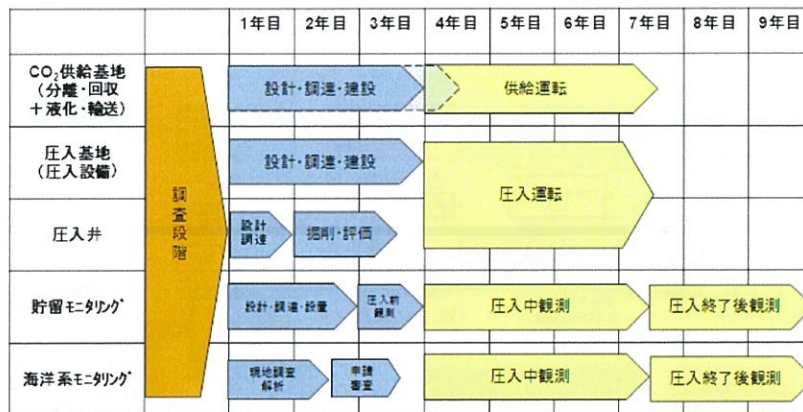 1年目 2年目 3年目 4年目 5年目 6年目 7年目 8年目 9年目
CO₂供給基地
(分離・回収
+液化・輸送)
設計・調達・建設
供給運転
圧入基地
(圧入設備)
設計・調達・建設
圧入運転
調査段階
圧入井
設計
調達
掘削・評価
貯留モニタリング
設計・調達・設置
圧入前
観測
圧入中観測
圧入終了後観測
海洋系モニタリング
現地調査
解析
申請
審査
圧入中観測
圧入終了後観測